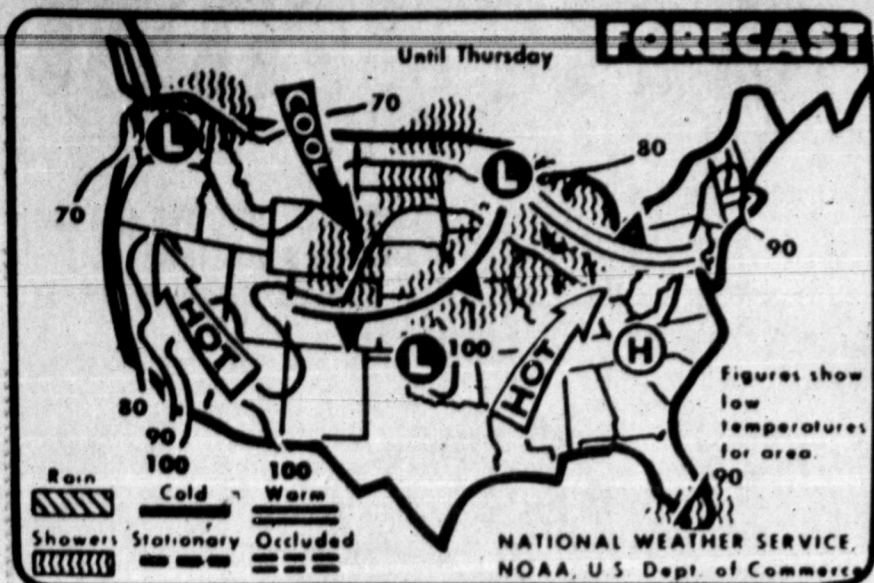 FORECAST
Until Thursday
COOL
70
L
L
80
70
90
HOT
L
100
HOT
H
Figures show
low
temperatures
for area.
80
90
100
100
90
Rain
Cold
Warm
Showers
Stationary
Occluded
NATIONAL WEATHER SERVICE,
NOAA, U.S. Dept. of Commerce